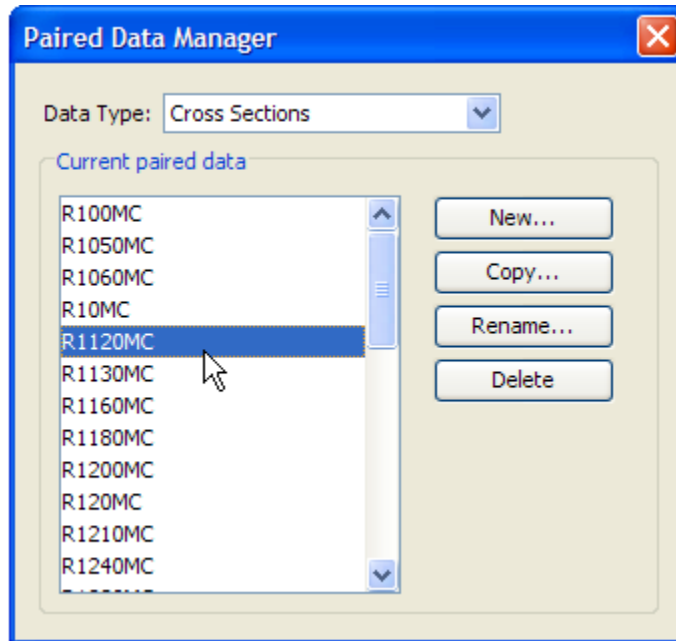 Paired Data Manager
Data Type: Cross Sections
Current paired data
R100MC
R1050MC
R1060MC
R10MC
R1120MC
R1130MC
R1160MC
R1180MC
R1200MC
R120MC
R1210MC
R1240MC
New...
Copy...
Rename...
Delete